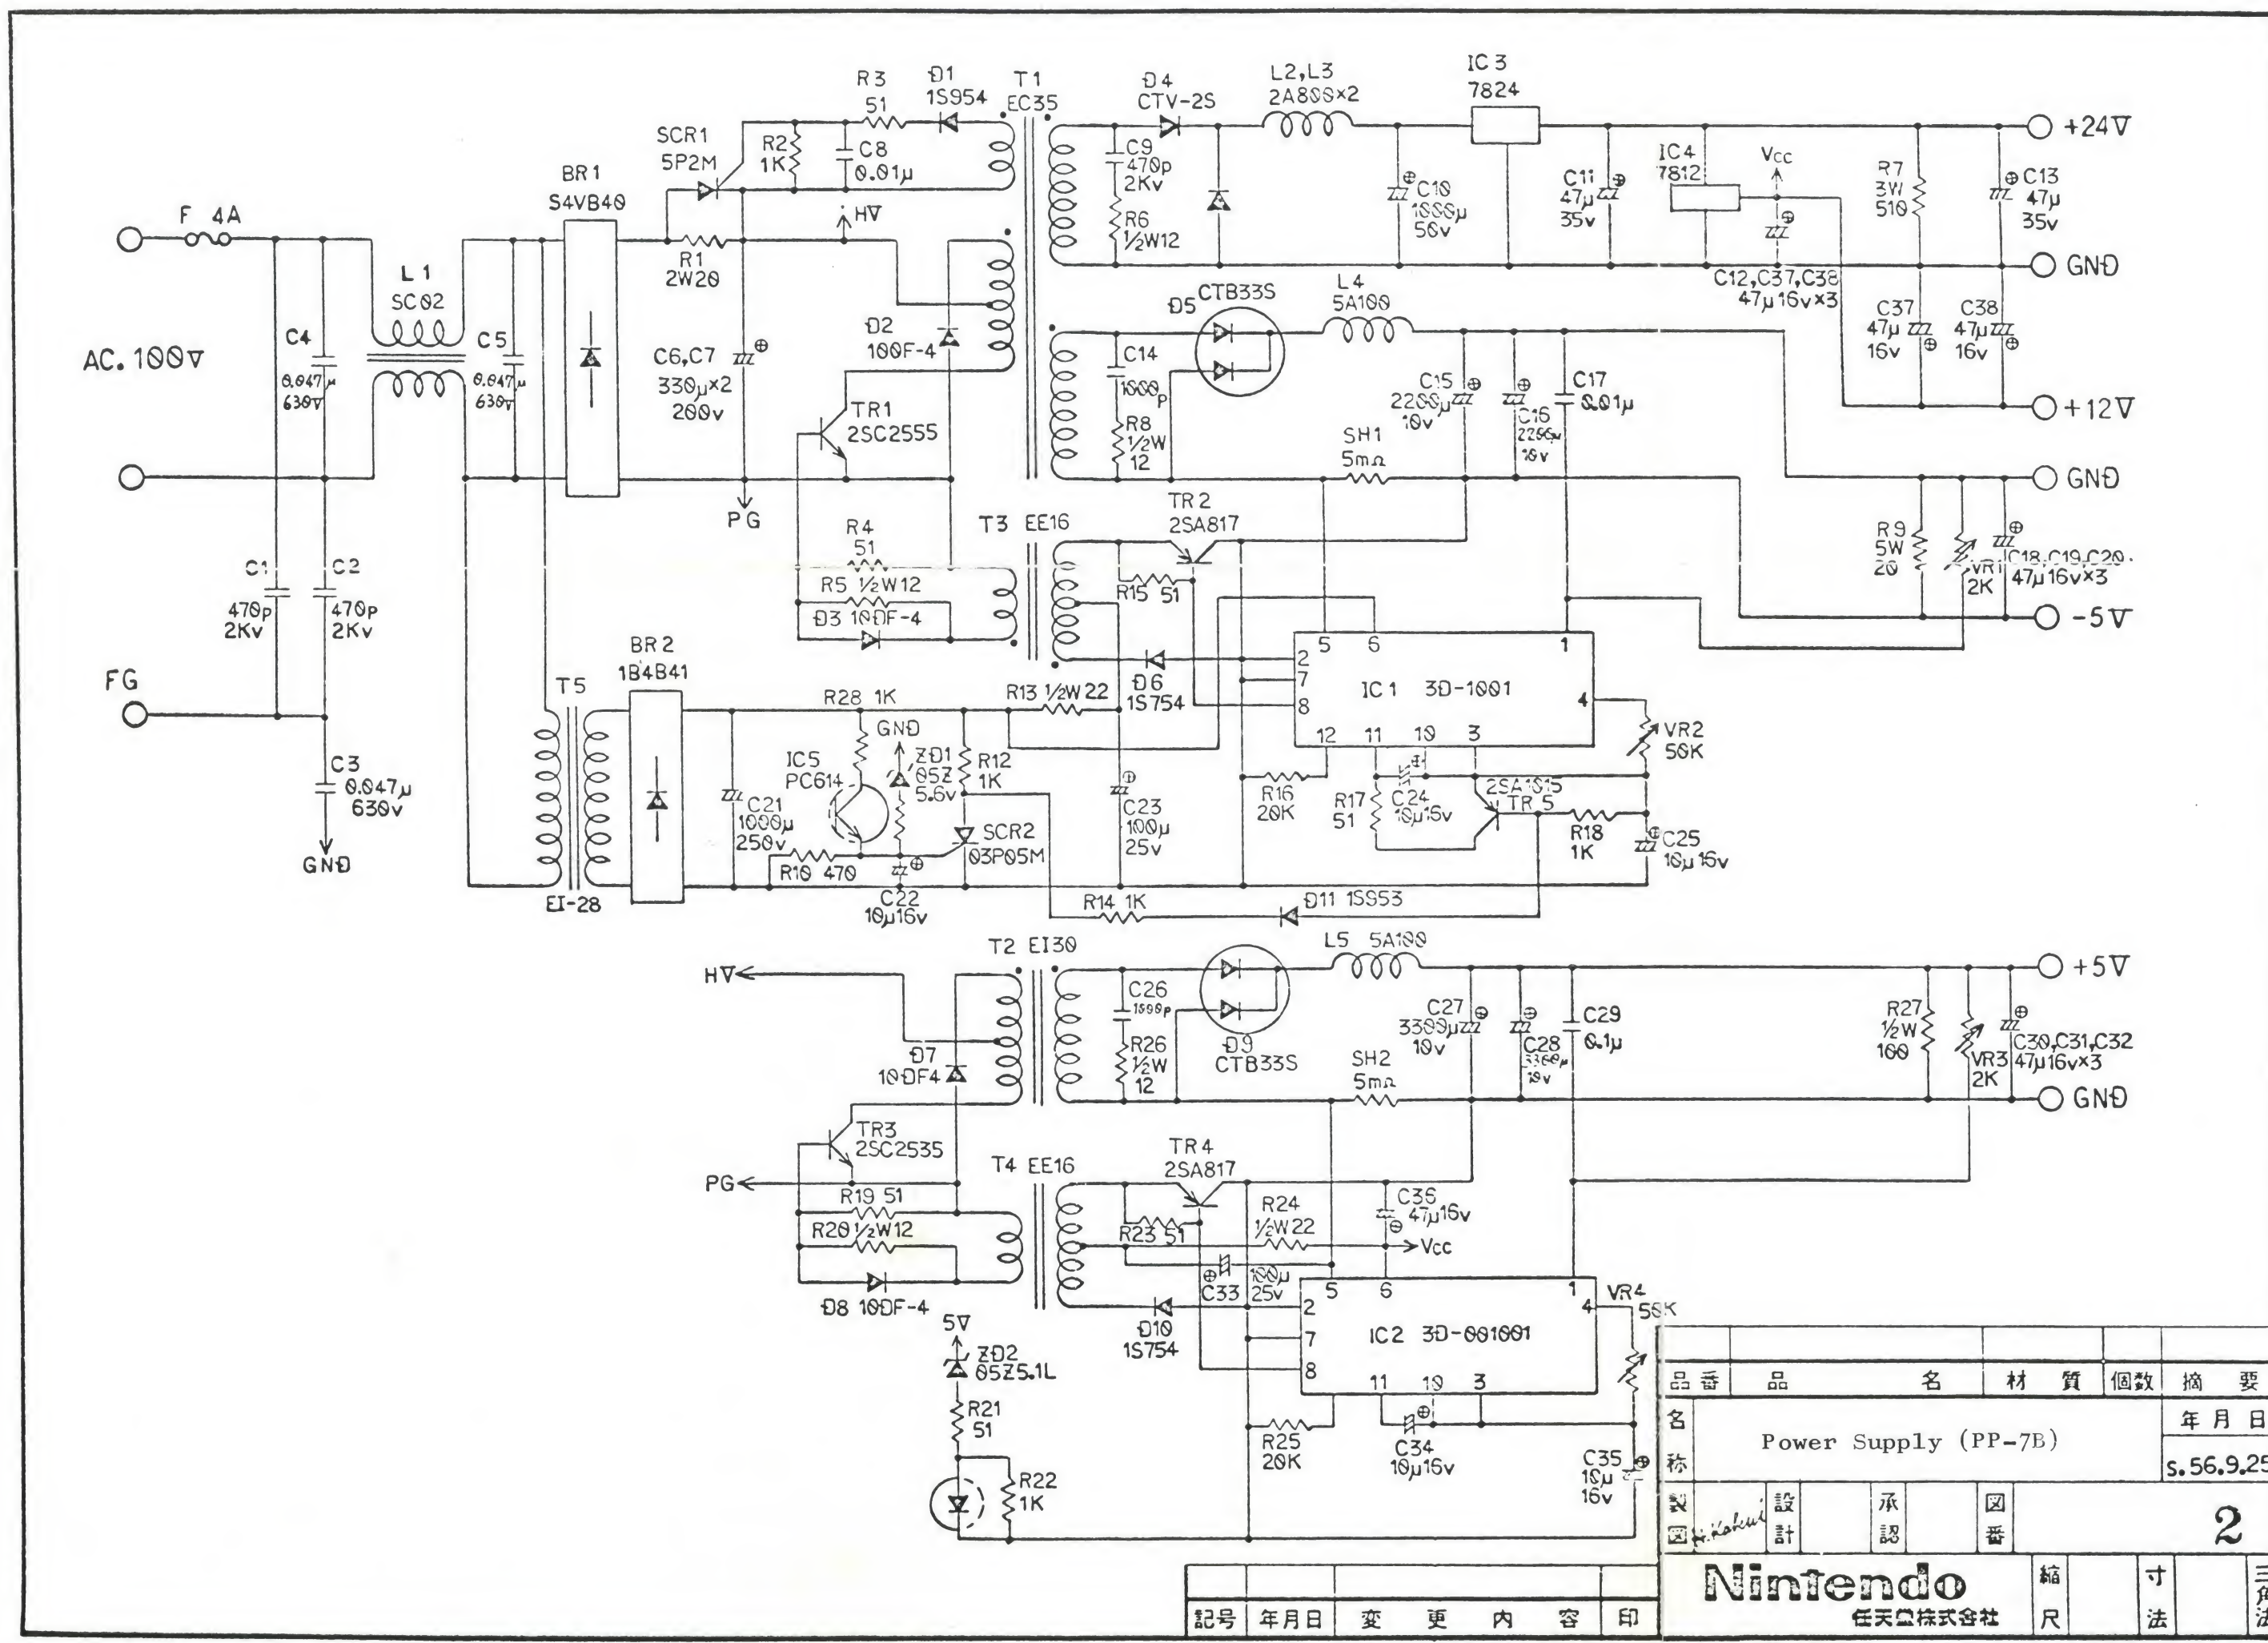 AC.100V
FG
F 4A
C1
470p
2Kv
C2
470p
2Kv
C3
0.047μ
630v
GND
C4
0.047μ
630V
L1
SC02
C5
0.047μ
630V
BR1
S4VB40
SCR1
5P2M
R1
2W20
R2
1K
R3
51
C8
0.01μ
D1
1S954
HV
C6,C7
330μ×2
200v
PG
D2
100F-4
TR1
2SC2555
T1
EC35
R4
51
R5 ½W12
D3 10DF-4
T3 EE16
D4
CTV-2S
C9
470p
2Kv
R6
½W12
L2,L3
2A800×2
C10
1000μ
50v
IC3
7824
C11
47μ
35v
IC4
7812
Vcc
C12,C37,C38
47μ16v×3
R7
3W
510
C13
47μ
35v
+24V
GND
C37
47μ
16v
C38
47μ
16v
+12V
D5
CTB33S
L4
5A100
C14
1000p
R8
½W
12
SH1
5mΩ
C15
2200μ
10v
C16
2200μ
10v
C17
0.01μ
GND
R9
5W
20
VR1
2K
C18,C19,C20
47μ16v×3
-5V
TR2
2SA817
R15 51
D6
1S754
5
6
1
2
7
8
4
12
11
10
3
IC1 3D-1001
VR2
50K
R16
20K
R17
51
C24
10μ16v
2SA1015
TR5
R18
1K
C25
10μ16v
T5
EI-28
BR2
1B4B41
C21
1000μ
250v
R28 1K
IC5
PC614
GND
ZD1
05Z
5.6v
R12
1K
R13 ½W22
SCR2
03P05M
R10 470
C22
10μ16v
C23
100μ
25v
R14 1K
D11 1S953
HV
T2 EI30
D7
10DF4
TR3
2SC2535
PG
R19 51
R20 ½W12
D8 10DF-4
T4 EE16
C26
1000p
R26
½W
12
D9
CTB33S
L5 5A100
SH2
5mΩ
C27
3300μ
10v
C28
3300μ
10v
C29
0.1μ
R27
½W
100
VR3
2K
C30,C31,C32
47μ16v×3
+5V
GND
TR4
2SA817
R23 51
R24
½W22
C36
47μ16v
Vcc
C33
100μ
25v
D10
1S754
5
6
1
2
7
8
4
11
10
3
IC2 3D-001001
VR4
50K
R25
20K
C34
10μ16v
C35
10μ
16v
5V
ZD2
05Z5.1L
R21
51
R22
1K
品番 品名 材質 個数 摘要
名称
Power Supply (PP-7B)
年月日
S.56.9.25
製図
設計
承認
図番
2
Nintendo
任天堂株式会社
縮尺
寸法
三角法
記号 年月日 変更内容 印